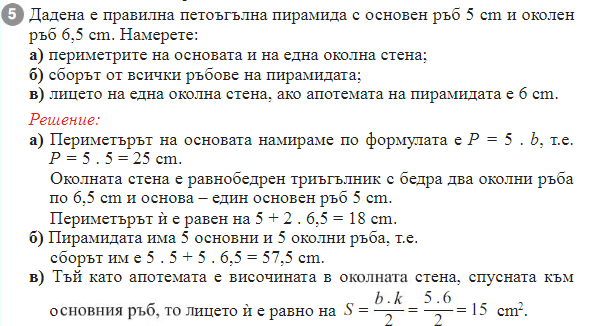 5 Дадена е правилна петоъгълна пирамида с основен ръб 5 cm и околен
ръб 6,5 cm. Намерете:
а) периметрите на основата и на една околна стена;
б) сборът от всички ръбове на пирамидата;
в) лицето на една околна стена, ако апотемата на пирамидата е 6 cm.
Решение:
а) Периметърът на основата намираме по формулата е P = 5 . b, т.е.
P = 5 . 5 = 25 cm.
Околната стена е равнобедрен триъгълник с бедра два околни ръба
по 6,5 cm и основа – един основен ръб 5 cm.
Периметърът ѝ е равен на 5 + 2 . 6,5 = 18 cm.
б) Пирамидата има 5 основни и 5 околни ръба, т.е.
сборът им е 5 . 5 + 5 . 6,5 = 57,5 cm.
в) Тъй като апотемата е височината в околната стена, спусната към
основния ръб, то лицето ѝ е равно на S = b . k / 2 = 5 . 6 / 2 = 15 cm².